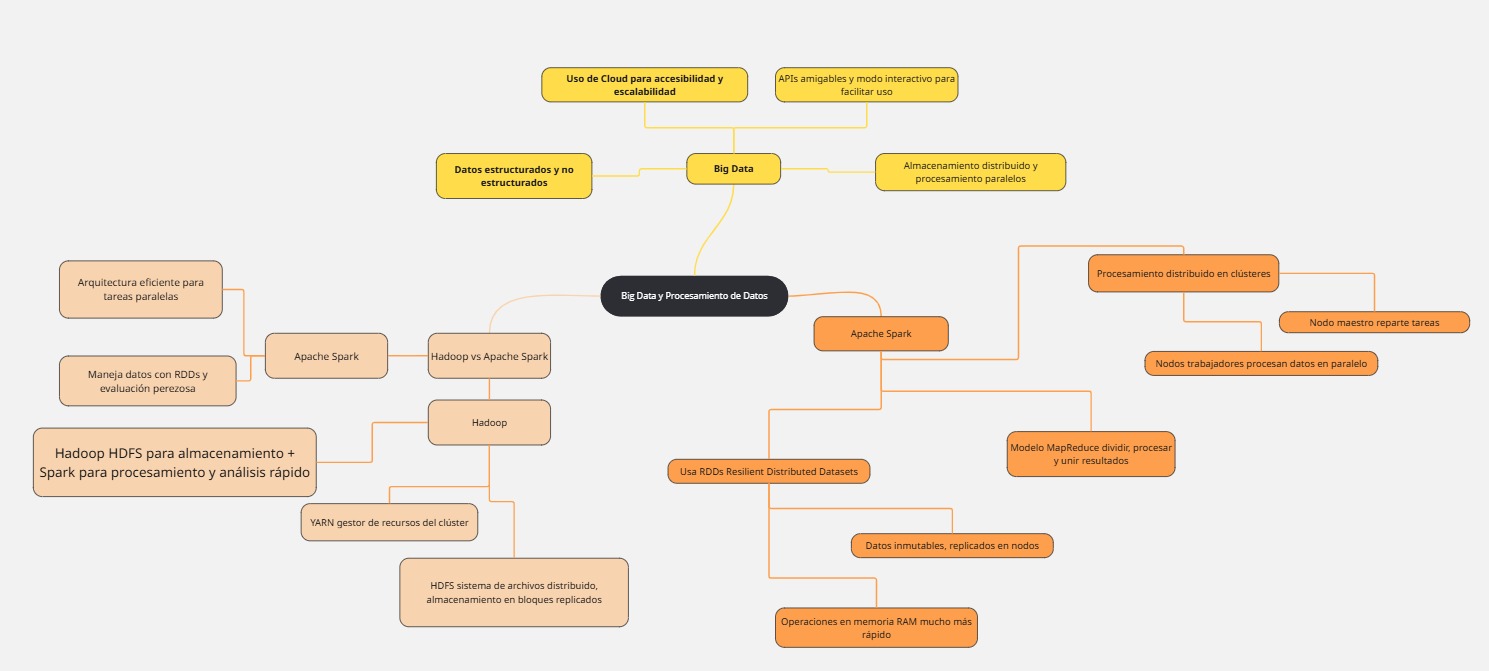 Uso de Cloud para accesibilidad y
escalabilidad
APIs amigables y modo interactivo para
facilitar uso
Datos estructurados y no
estructurados
Big Data
Almacenamiento distribuido y
procesamiento paralelos
Big Data y Procesamiento de Datos
Arquitectura eficiente para
tareas paralelas
Apache Spark
Hadoop vs Apache Spark
Maneja datos con RDDs y
evaluación perezosa
Hadoop
Hadoop HDFS para almacenamiento +
Spark para procesamiento y análisis rápido
YARN gestor de recursos del clúster
HDFS sistema de archivos distribuido,
almacenamiento en bloques replicados
Apache Spark
Procesamiento distribuido en clústeres
Nodo maestro reparte tareas
Nodos trabajadores procesan datos en paralelo
Modelo MapReduce dividir, procesar
y unir resultados
Usa RDDs Resilient Distributed Datasets
Datos inmutables, replicados en nodos
Operaciones en memoria RAM mucho más
rápido